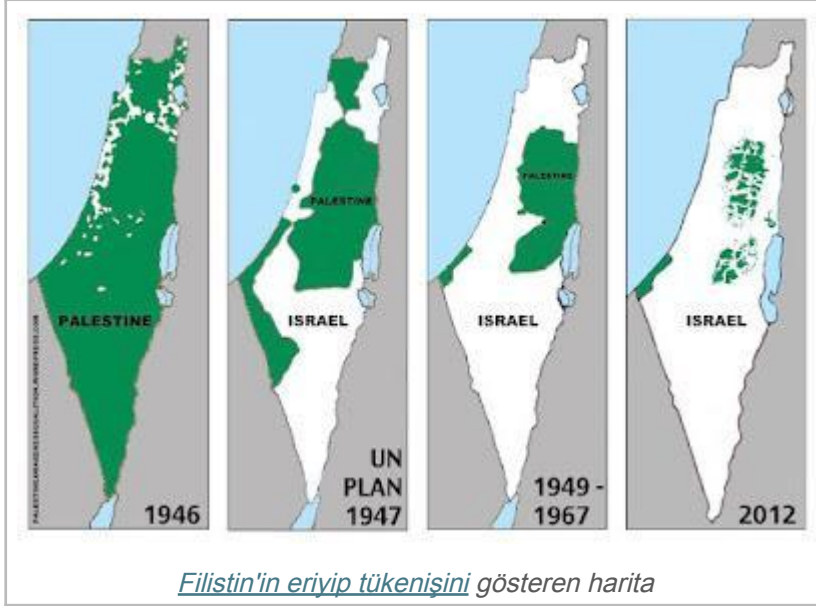 PALESTINE
1946
PALESTINE
ISRAEL
UN
PLAN
1947
PALESTINE
ISRAEL
1949 -
1967
ISRAEL
2012
Filistin'in eriyip tükenişini gösteren harita